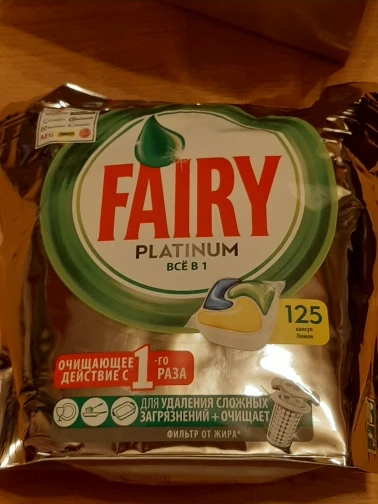 FAIRY
PLATINUM
ВСЁ В 1
125
капсул
Лимон
ОЧИЩАЮЩЕЕ
ДЕЙСТВИЕ С 1-го РАЗА
ДЛЯ УДАЛЕНИЯ СЛОЖНЫХ
ЗАГРЯЗНЕНИЙ + ОЧИЩАЕТ
ФИЛЬТР ОТ ЖИРА*